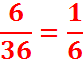 6/36 = 1/6